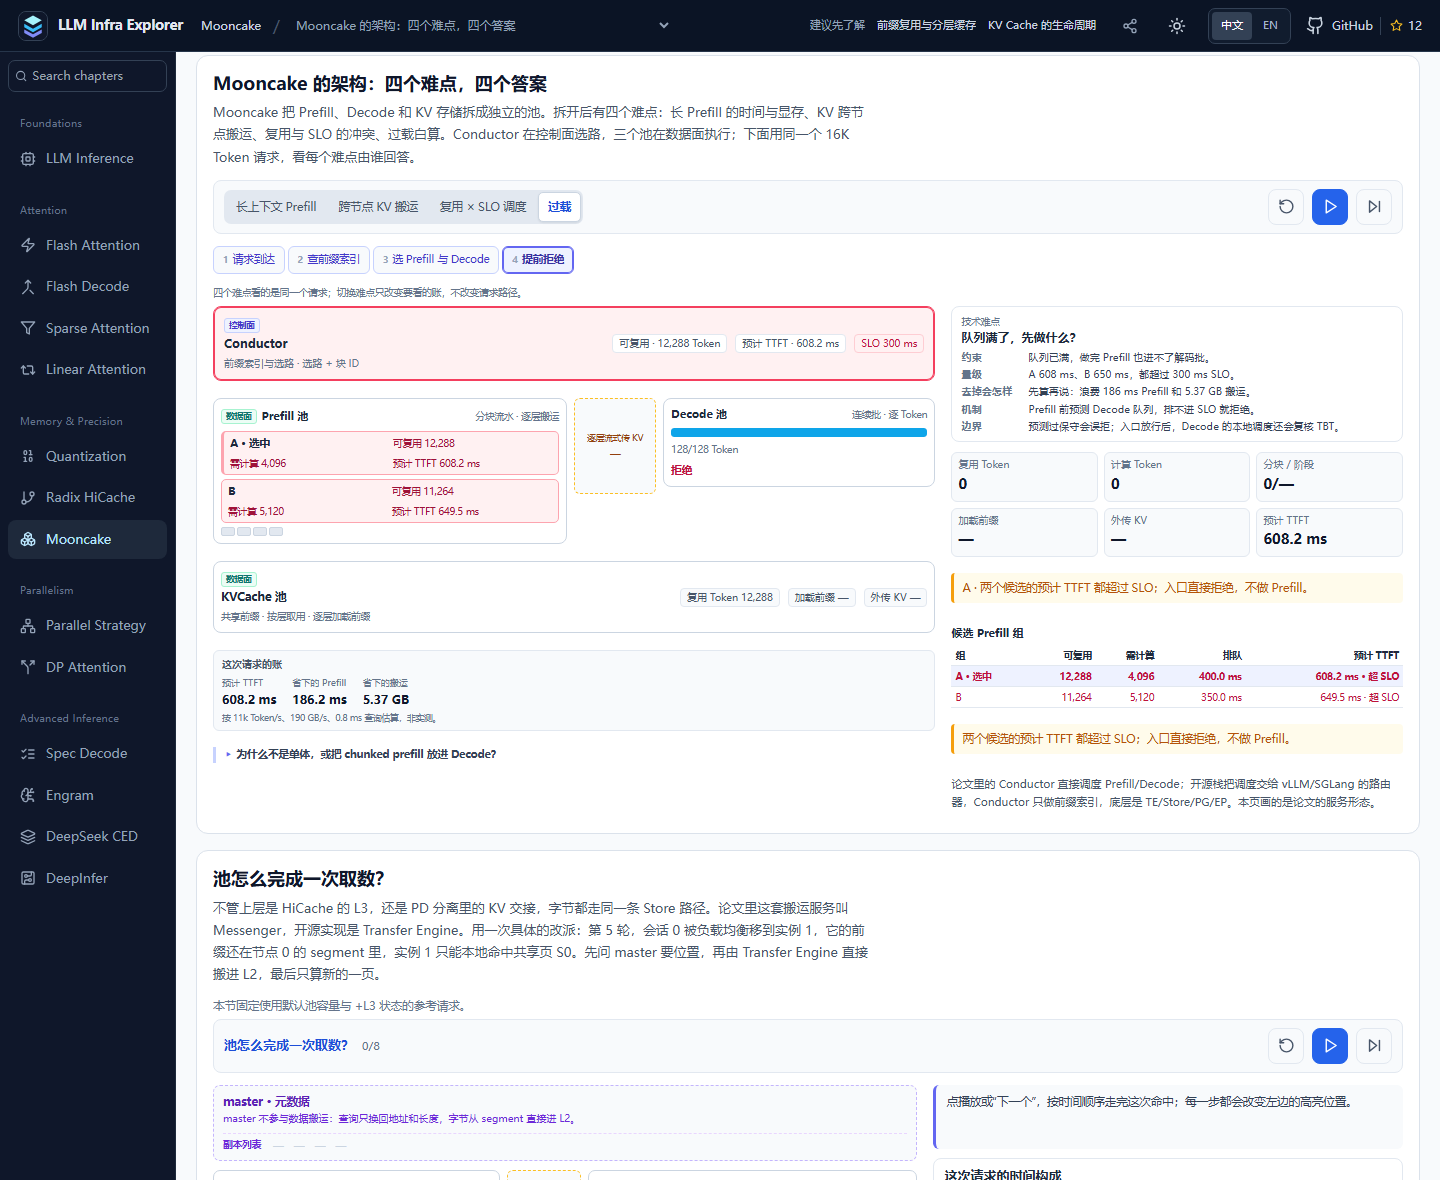 LLM Infra Explorer
Mooncake / Mooncake 的架构：四个难点，四个答案
建议先了解 前缀复用与分层缓存 KV Cache 的生命周期
中文 EN
GitHub ☆ 12
Search chapters
Foundations
LLM Inference
Attention
Flash Attention
Flash Decode
Sparse Attention
Linear Attention
Memory & Precision
Quantization
Radix HiCache
Mooncake
Parallelism
Parallel Strategy
DP Attention
Advanced Inference
Spec Decode
Engram
DeepSeek CED
DeepInfer
Mooncake 的架构：四个难点，四个答案
Mooncake 把 Prefill、Decode 和 KV 存储拆成独立的池。拆开后有四个难点：长 Prefill 的时间与显存、KV 跨节
点搬运、复用与 SLO 的冲突、过载白算。Conductor 在控制面选路，三个池在数据面执行；下面用同一个 16K
Token 请求，看每个难点由谁回答。
长上下文 Prefill 跨节点 KV 搬运 复用 × SLO 调度 过载
1 请求到达 2 查前缀索引 3 选 Prefill 与 Decode 4 提前拒绝
四个难点看的是同一个请求；切换难点只改变要看的账，不改变请求路径。
控制面
Conductor
前缀索引与选路 · 选路 + 块 ID
可复用 · 12,288 Token 预计 TTFT · 608.2 ms SLO 300 ms
数据面 Prefill 池 分块流水 · 逐层搬运
A • 选中 可复用 12,288
需计算 4,096 预计 TTFT 608.2 ms
B 可复用 11,264
需计算 5,120 预计 TTFT 649.5 ms
逐层流式传 KV
—
Decode 池 连续批 · 逐 Token
128/128 Token
拒绝
数据面
KVCache 池
共享前缀 · 按层取用 · 逐层加载前缀
复用 Token 12,288 加载前缀 — 外传 KV —
这次请求的账
预计 TTFT 省下的 Prefill 省下的搬运
608.2 ms 186.2 ms 5.37 GB
按 11k Token/s、190 GB/s、0.8 ms 查询估算，非实测。
▸ 为什么不是单体，或把 chunked prefill 放进 Decode？
技术难点
队列满了，先做什么？
约束 队列已满，做完 Prefill 也进不了解码批。
量级 A 608 ms、B 650 ms，都超过 300 ms SLO。
去掉会怎样 先算再说：浪费 186 ms Prefill 和 5.37 GB 搬运。
机制 Prefill 前预测 Decode 队列，排不进 SLO 就拒绝。
边界 预测过保守会误拒；入口放行后，Decode 的本地调度还会复核 TBT。
复用 Token 计算 Token 分块 / 阶段
0 0 0/—
加载前缀 外传 KV 预计 TTFT
— — 608.2 ms
A · 两个候选的预计 TTFT 都超过 SLO；入口直接拒绝，不做 Prefill。
候选 Prefill 组
组 可复用 需计算 排队 预计 TTFT
A • 选中 12,288 4,096 400.0 ms 608.2 ms • 超 SLO
B 11,264 5,120 350.0 ms 649.5 ms · 超 SLO
两个候选的预计 TTFT 都超过 SLO；入口直接拒绝，不做 Prefill。
论文里的 Conductor 直接调度 Prefill/Decode；开源栈把调度交给 vLLM/SGLang 的路由
器，Conductor 只做前缀索引，底层是 TE/Store/PG/EP。本页画的是论文的服务形态。
池怎么完成一次取数？
不管上层是 HiCache 的 L3，还是 PD 分离里的 KV 交接，字节都走同一条 Store 路径。论文里这套搬运服务叫
Messenger，开源实现是 Transfer Engine。用一次具体的改派：第 5 轮，会话 0 被负载均衡移到实例 1，它的前
缀还在节点 0 的 segment 里，实例 1 只能本地命中共享页 S0。先问 master 要位置，再由 Transfer Engine 直接
搬进 L2，最后只算新的一页。
本节固定使用默认池容量与 +L3 状态的参考请求。
池怎么完成一次取数？ 0/8
master • 元数据
master 不参与数据搬运：查询只换回地址和长度，字节从 segment 直接进 L2。
副本列表 — — — —
点播放或“下一个”，按时间顺序走完这次命中；每一步都会改变左边的高亮位置。
这次请求的时间构成